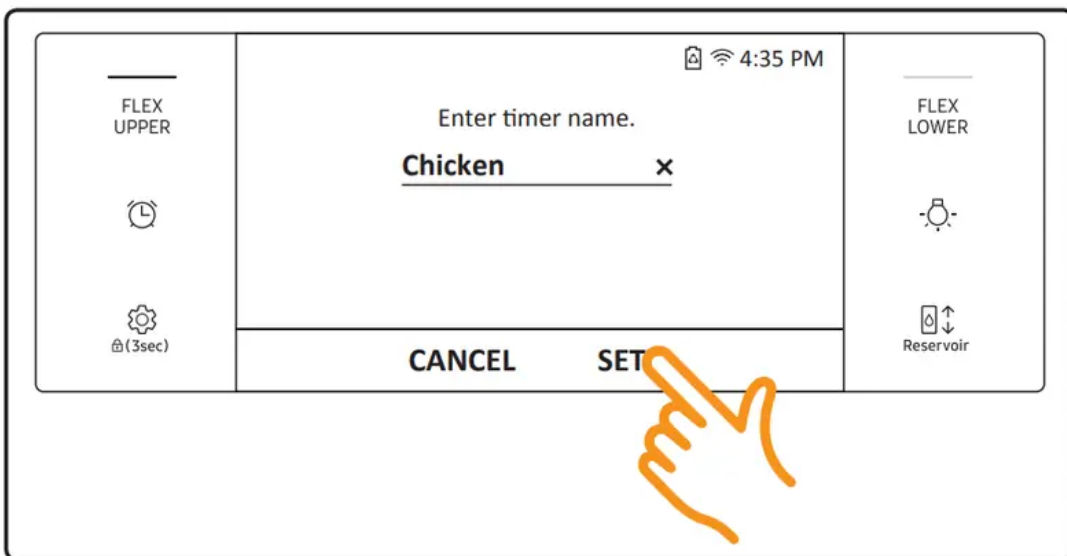 FLEX
UPPER
(3sec)
4:35 PM
Enter timer name.
Chicken ×
CANCEL SET
FLEX
LOWER
Reservoir